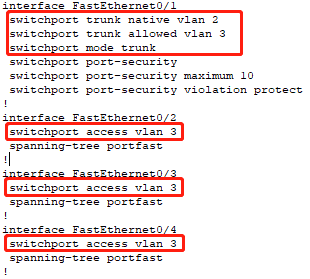 interface FastEthernet0/1
switchport trunk native vlan 2
switchport trunk allowed vlan 3
switchport mode trunk
switchport port-security
switchport port-security maximum 10
switchport port-security violation protect
!
interface FastEthernet0/2
switchport access vlan 3
spanning-tree portfast
!
interface FastEthernet0/3
switchport access vlan 3
spanning-tree portfast
!
interface FastEthernet0/4
switchport access vlan 3
spanning-tree portfast
!